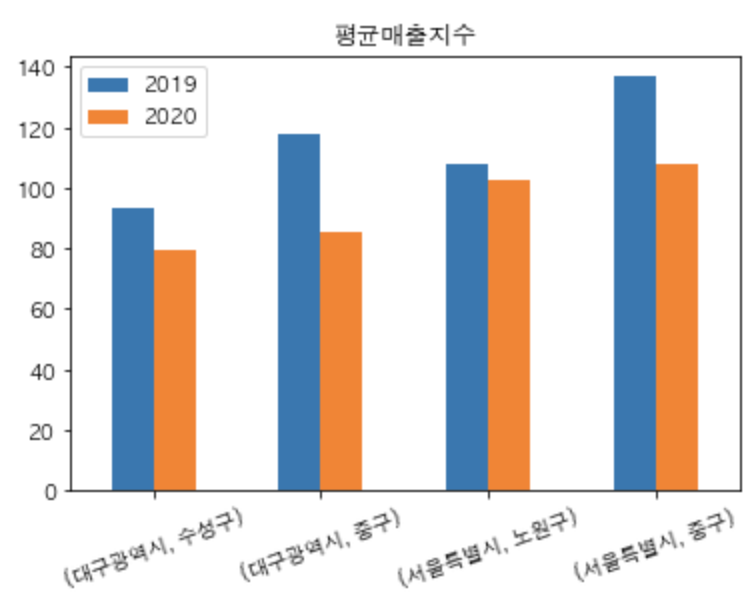 평균매출지수
2019
2020
140
120
100
80
60
40
20
0
(대구광역시, 수성구)
(대구광역시, 중구)
(서울특별시, 노원구)
(서울특별시, 중구)